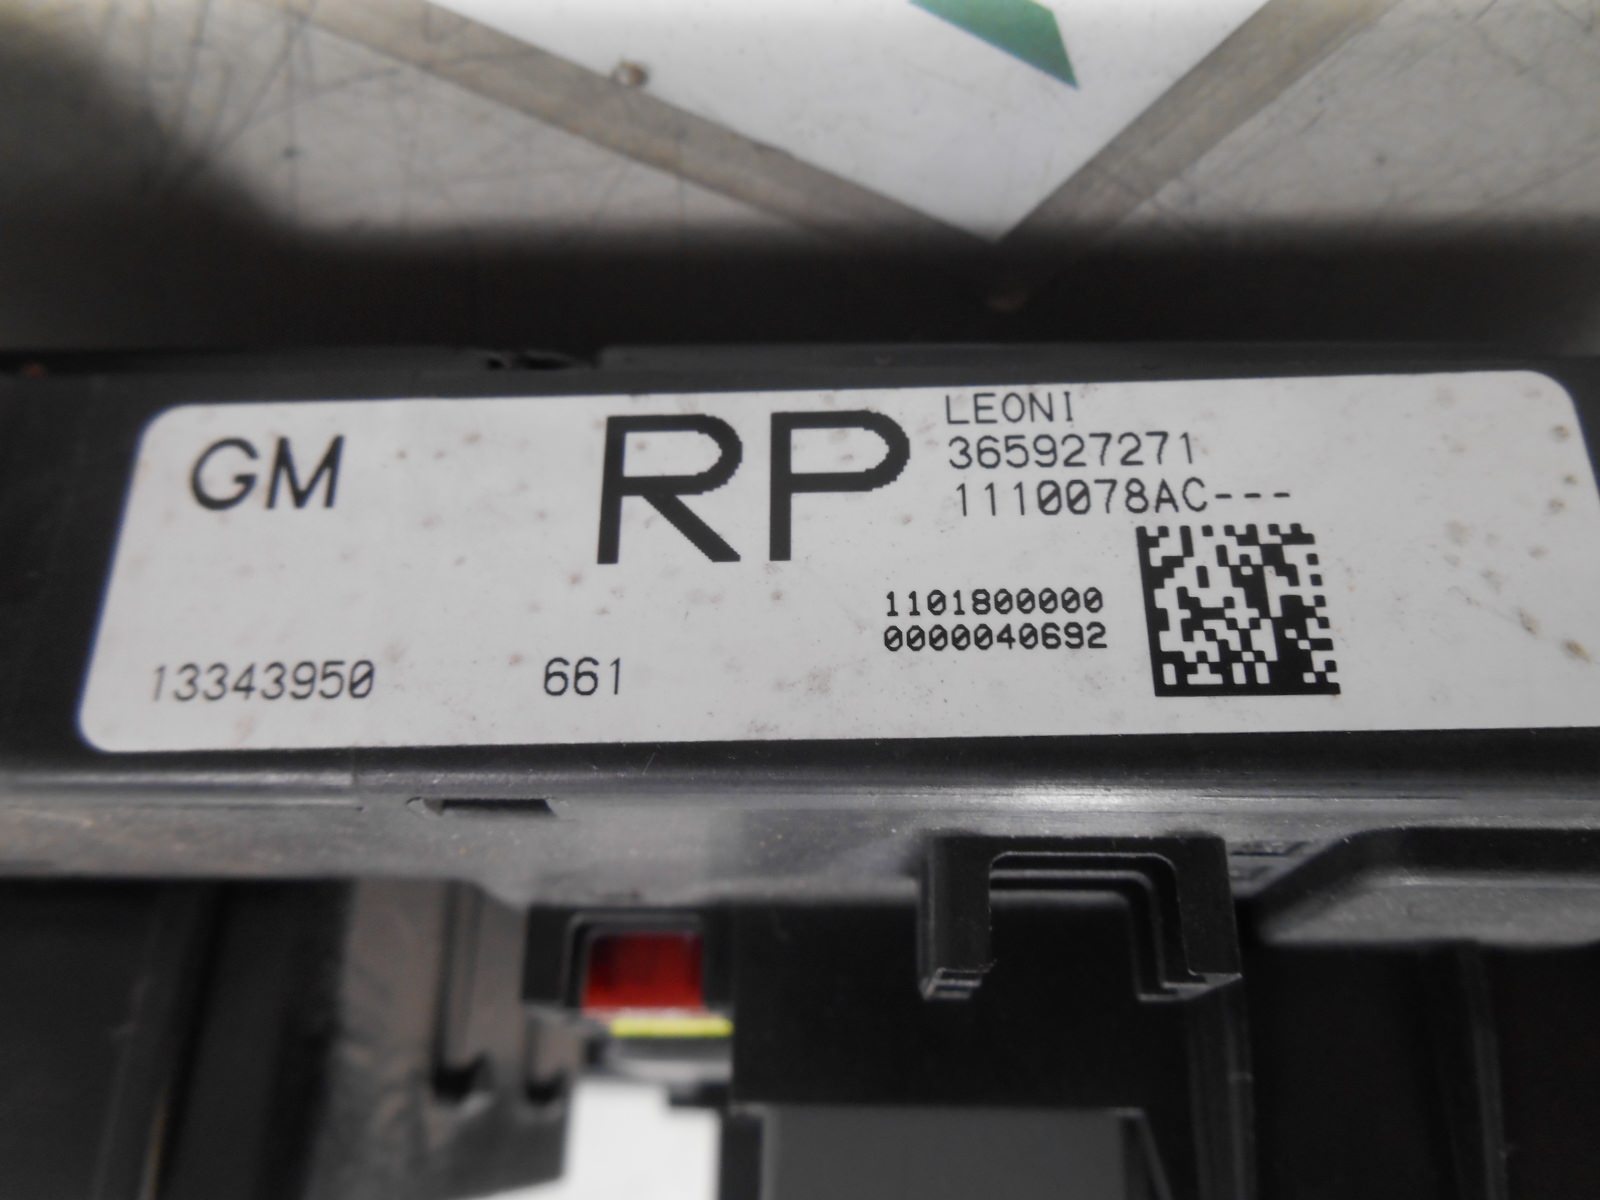 GM
RP
LEONI
365927271
1110078AC---
1101800000
0000040692
13343950
661